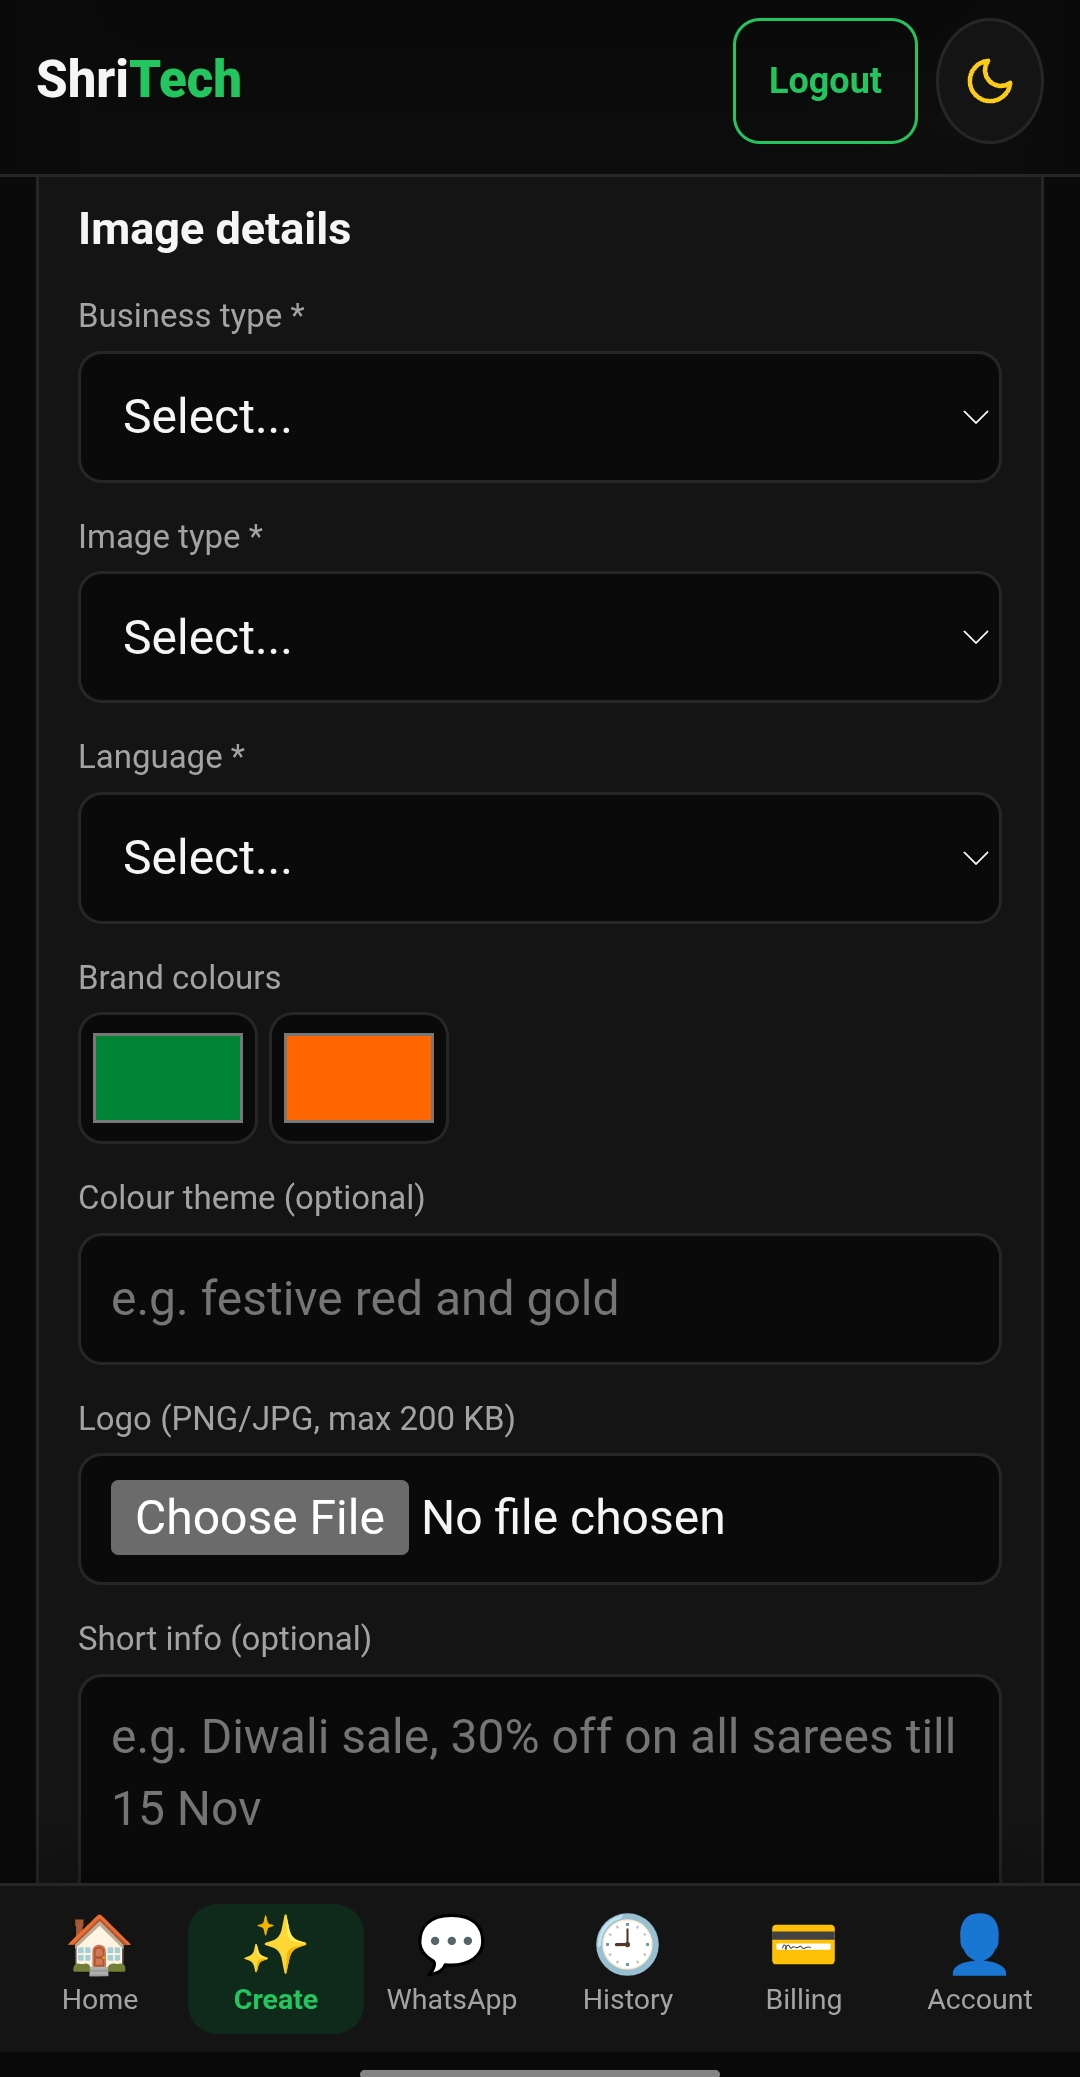 ShriTech
Logout
Image details
Business type *
Select...
Image type *
Select...
Language *
Select...
Brand colours
Colour theme (optional)
e.g. festive red and gold
Logo (PNG/JPG, max 200 KB)
Choose File No file chosen
Short info (optional)
e.g. Diwali sale, 30% off on all sarees till
15 Nov
Home Create WhatsApp History Billing Account